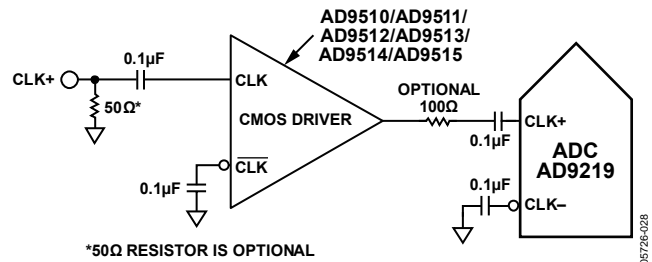 AD9510/AD9511/
AD9512/AD9513/
AD9514/AD9515
0.1µF
CLK+
CLK
50Ω*
CMOS DRIVER
OPTIONAL
100Ω
0.1µF
CLK+
ADC
AD9219
CLK
0.1µF
0.1µF
CLK–
*50Ω RESISTOR IS OPTIONAL
05726-028